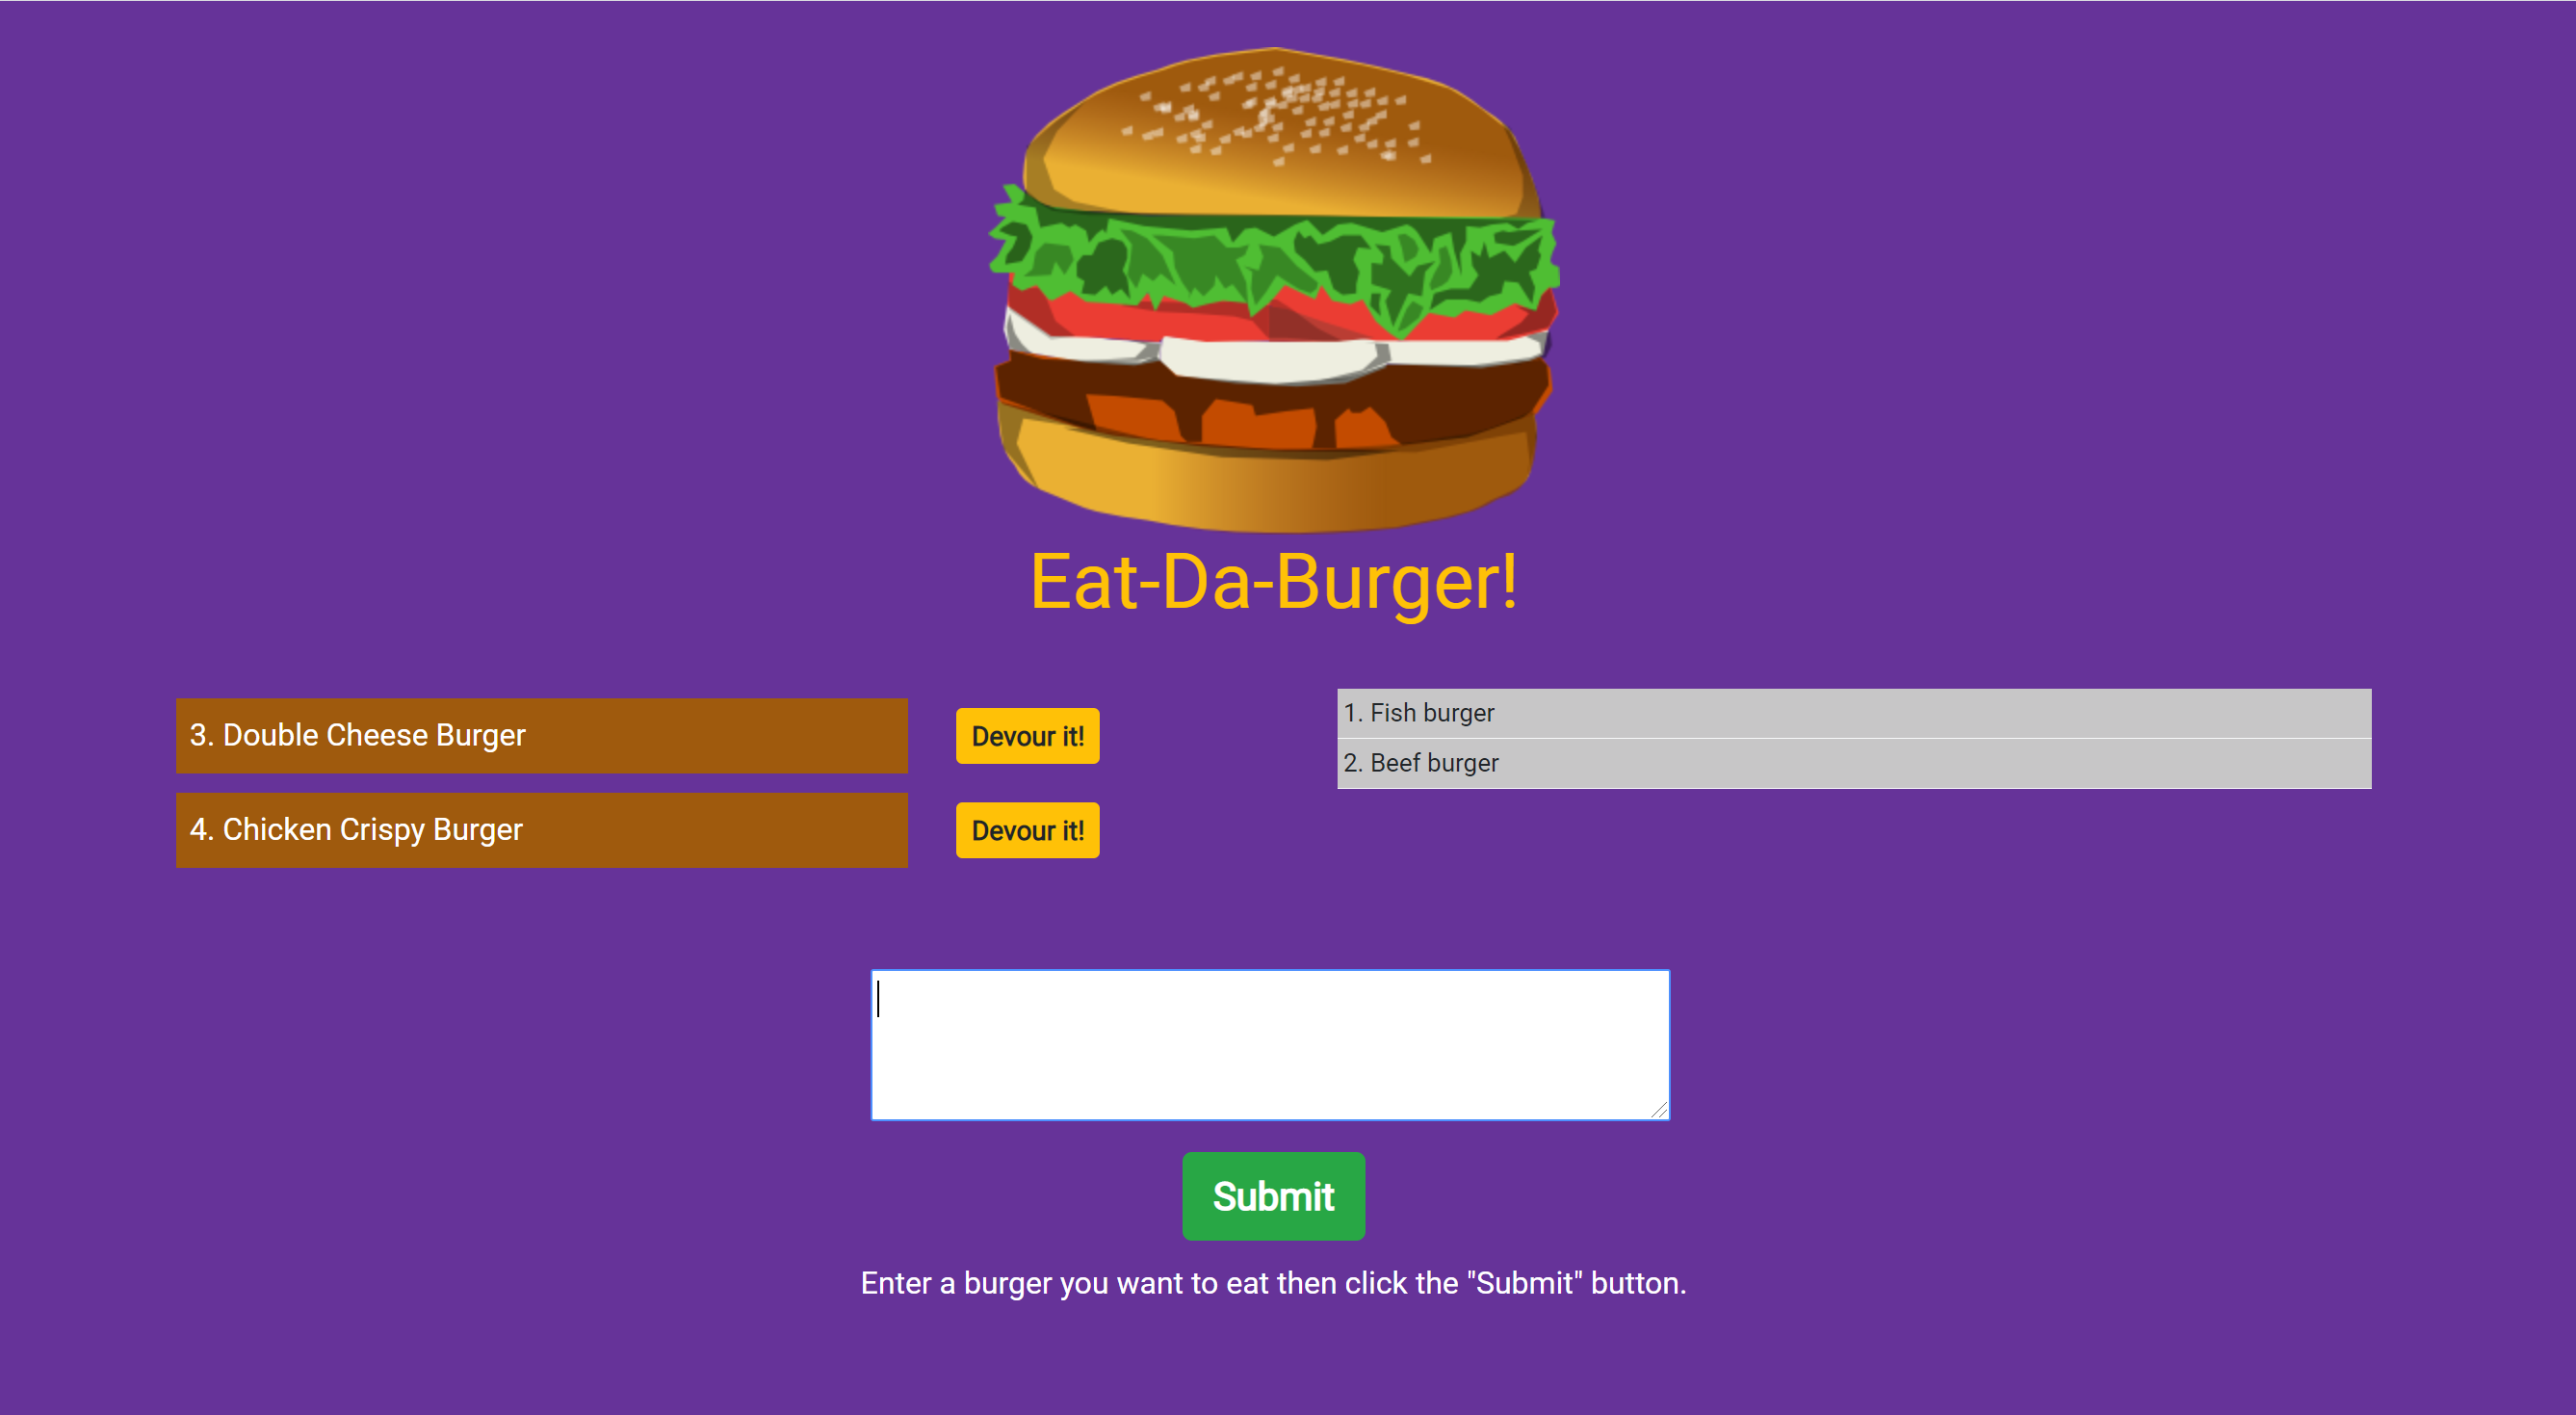 Eat-Da-Burger!
3. Double Cheese Burger
Devour it!
4. Chicken Crispy Burger
Devour it!
1. Fish burger
2. Beef burger
Submit
Enter a burger you want to eat then click the "Submit" button.